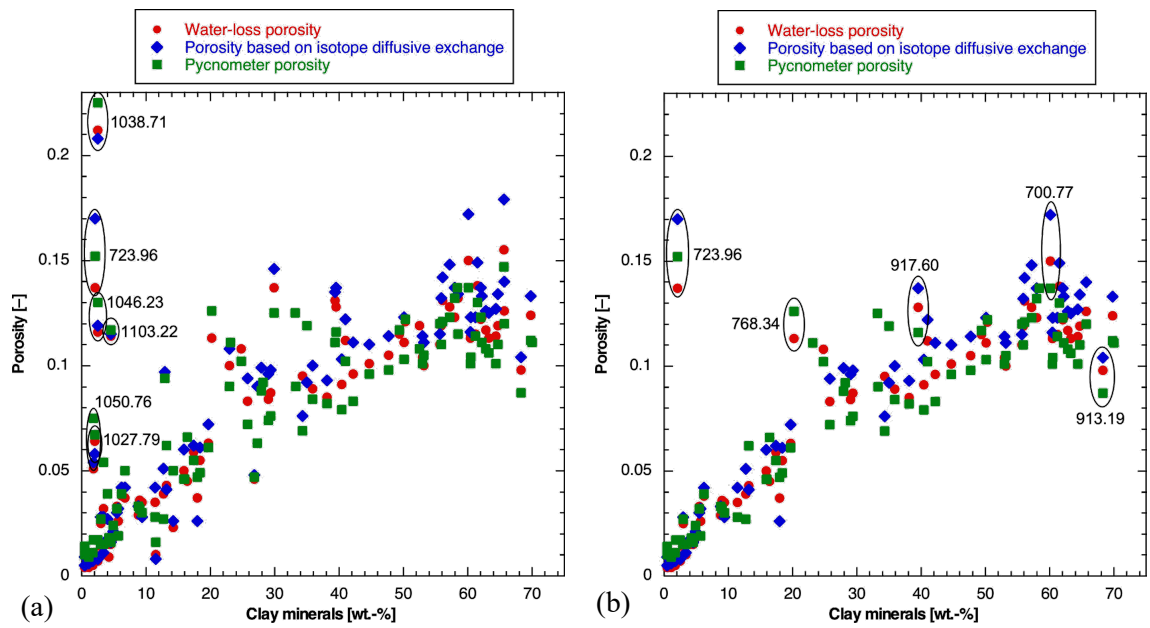 Water-loss porosity
Porosity based on isotope diffusive exchange
Pycnometer porosity
0.2
0.15
0.1
0.05
0
Porosity [–]
1038.71
723.96
1046.23
1103.22
1050.76
1027.79
0 10 20 30 40 50 60 70
Clay minerals [wt.-%]
(a)
Water-loss porosity
Porosity based on isotope diffusive exchange
Pycnometer porosity
0.2
0.15
0.1
0.05
0
Porosity [–]
700.77
723.96
917.60
768.34
913.19
0 10 20 30 40 50 60 70
Clay minerals [wt.-%]
(b)